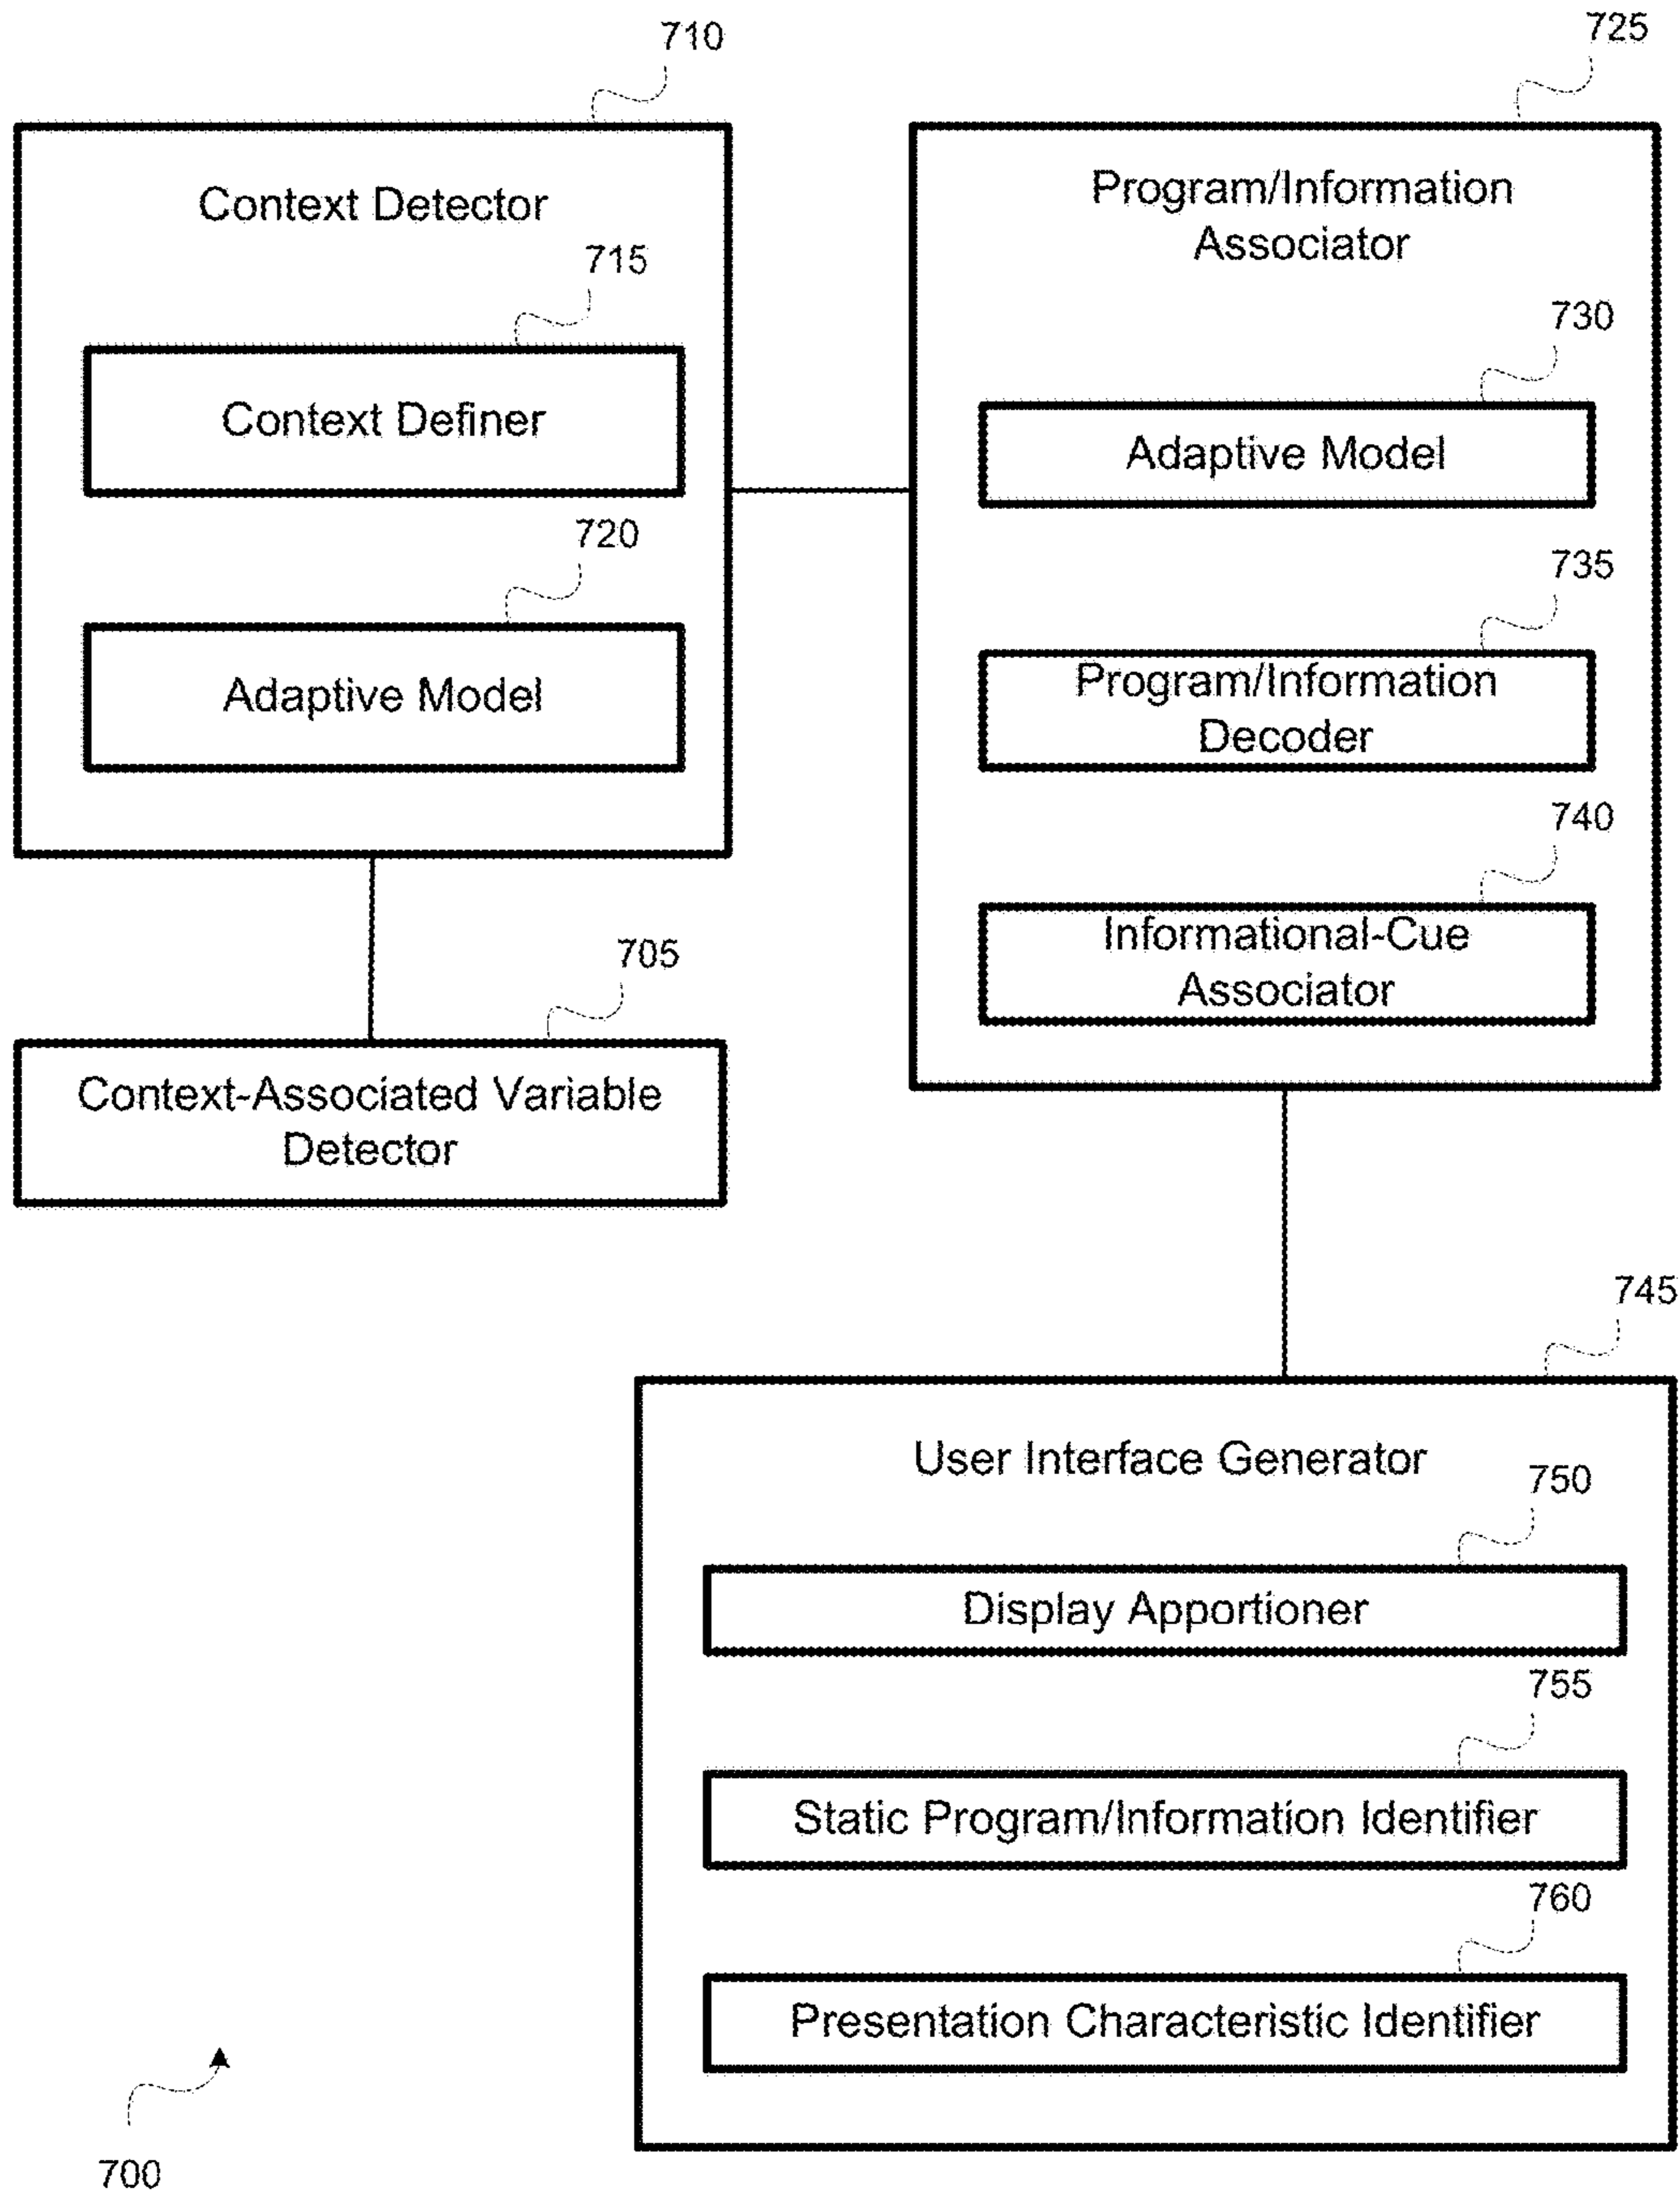 710
Context Detector
715
Context Definer
720
Adaptive Model
705
Context-Associated Variable
Detector
725
Program/Information
Associator
730
Adaptive Model
735
Program/Information
Decoder
740
Informational-Cue
Associator
745
User Interface Generator
750
Display Apportioner
755
Static Program/Information Identifier
760
Presentation Characteristic Identifier
700